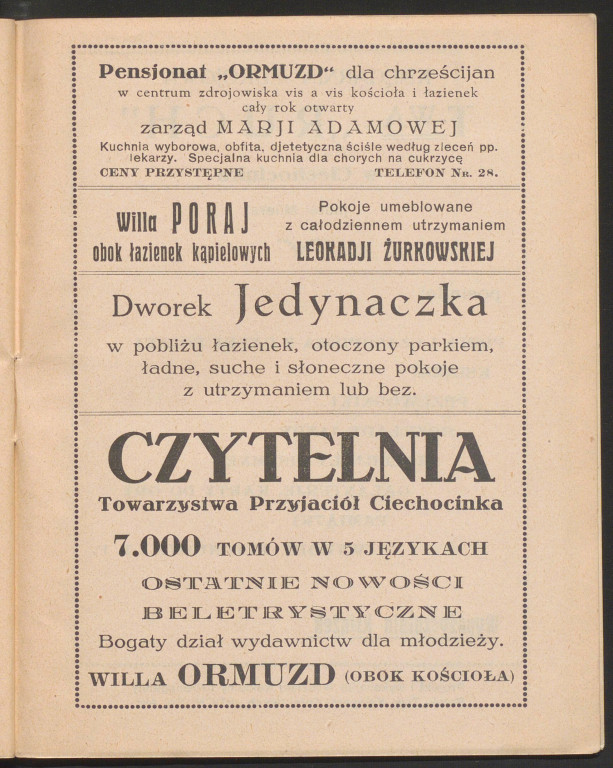 Pensjonat „ORMUZD“ dla chrześcijan
w centrum zdrojowiska vis a vis kościoła i łazienek
cały rok otwarty
zarząd MARJI ADAMOWEJ
Kuchnia wyborowa, obfita, djetetyczna ściśle według zleceń pp.
lekarzy. Specjalna kuchnia dla chorych na cukrzycę
CENY PRZYSTĘPNE TELEFON Nr. 28.
Willa PORAJ
obok łazienek kąpielowych
Pokoje umeblowane
z całodziennem utrzymaniem
LEOKADJI ŻURKOWSKIEJ
Dworek Jedynaczka
w pobliżu łazienek, otoczony parkiem,
ładne, suche i słoneczne pokoje
z utrzymaniem lub bez.
CZYTELNIA
Towarzystwa Przyjaciół Ciechocinka
7.000 TOMÓW W 5 JĘZYKACH
OSTATNIE NOWOŚCI
BELETRYSTYCZNE
Bogaty dział wydawnictw dla młodzieży.
WILLA ORMUZD (OBOK KOŚCIOŁA)